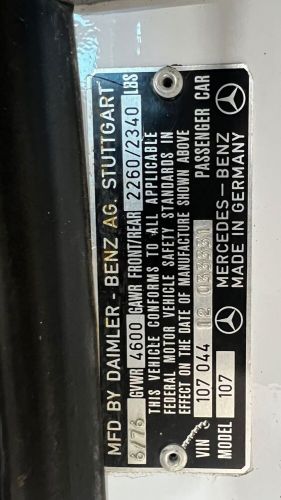 MFD BY DAIMLER-BENZ AG. STUTTGART
6/76 GVWR 4600 GAWR FRONT/REAR 2260/2340 LBS
THIS VEHICLE CONFORMS TO ALL APPLICABLE
FEDERAL MOTOR VEHICLE SAFETY STANDARDS IN
EFFECT ON THE DATE OF MANUFACTURE SHOWN ABOVE
VIN 107 044 12 033331 PASSENGER CAR
MODEL 107 MERCEDES-BENZ
MADE IN GERMANY